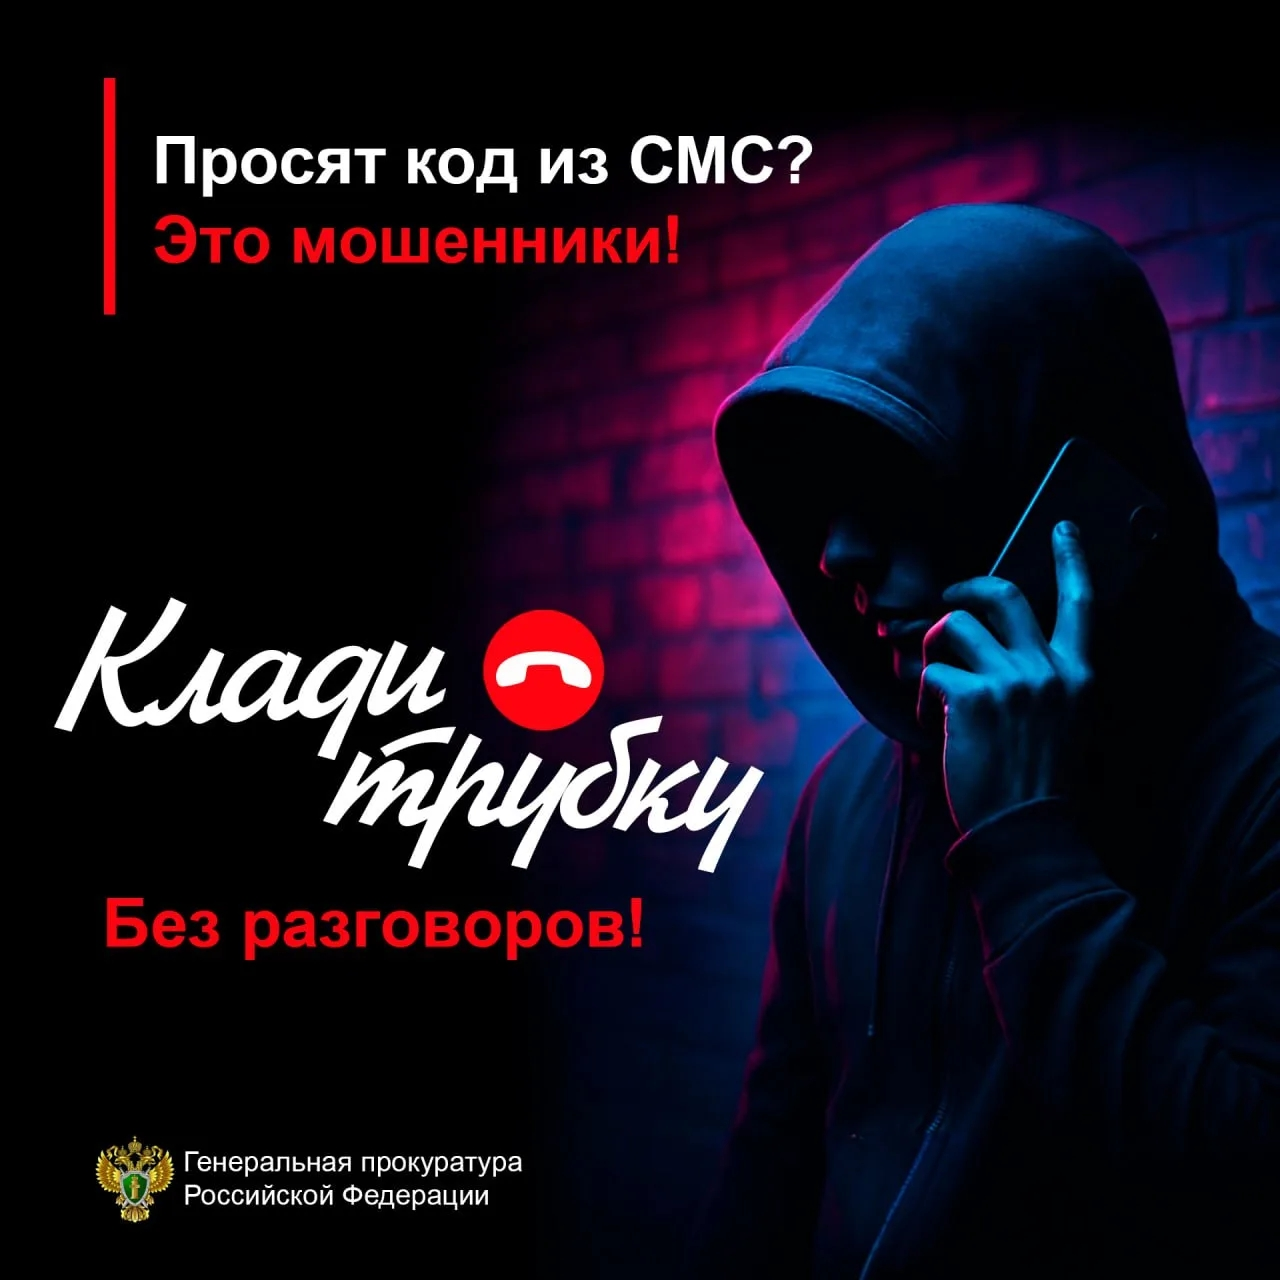 Просят код из СМС?
Это мошенники!
Клади
трубку
Без разговоров!
Генеральная прокуратура
Российской Федерации